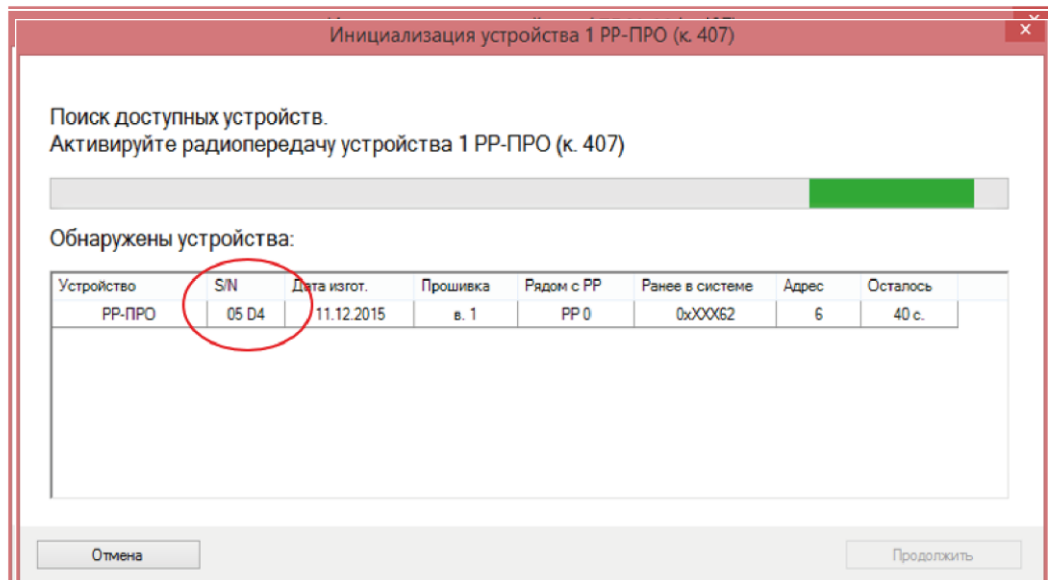 Инициализация устройства 1 РР-ПРО (к. 407)
x
Поиск доступных устройств.
Активируйте радиопередачу устройства 1 РР-ПРО (к. 407)
Обнаружены устройства:
Устройство S/N Дата изгот. Прошивка Рядом с РР Ранее в системе Адрес Осталось
РР-ПРО 05 D4 11.12.2015 в. 1 РР 0 0xXXX62 6 40 с.
Отмена Продолжить